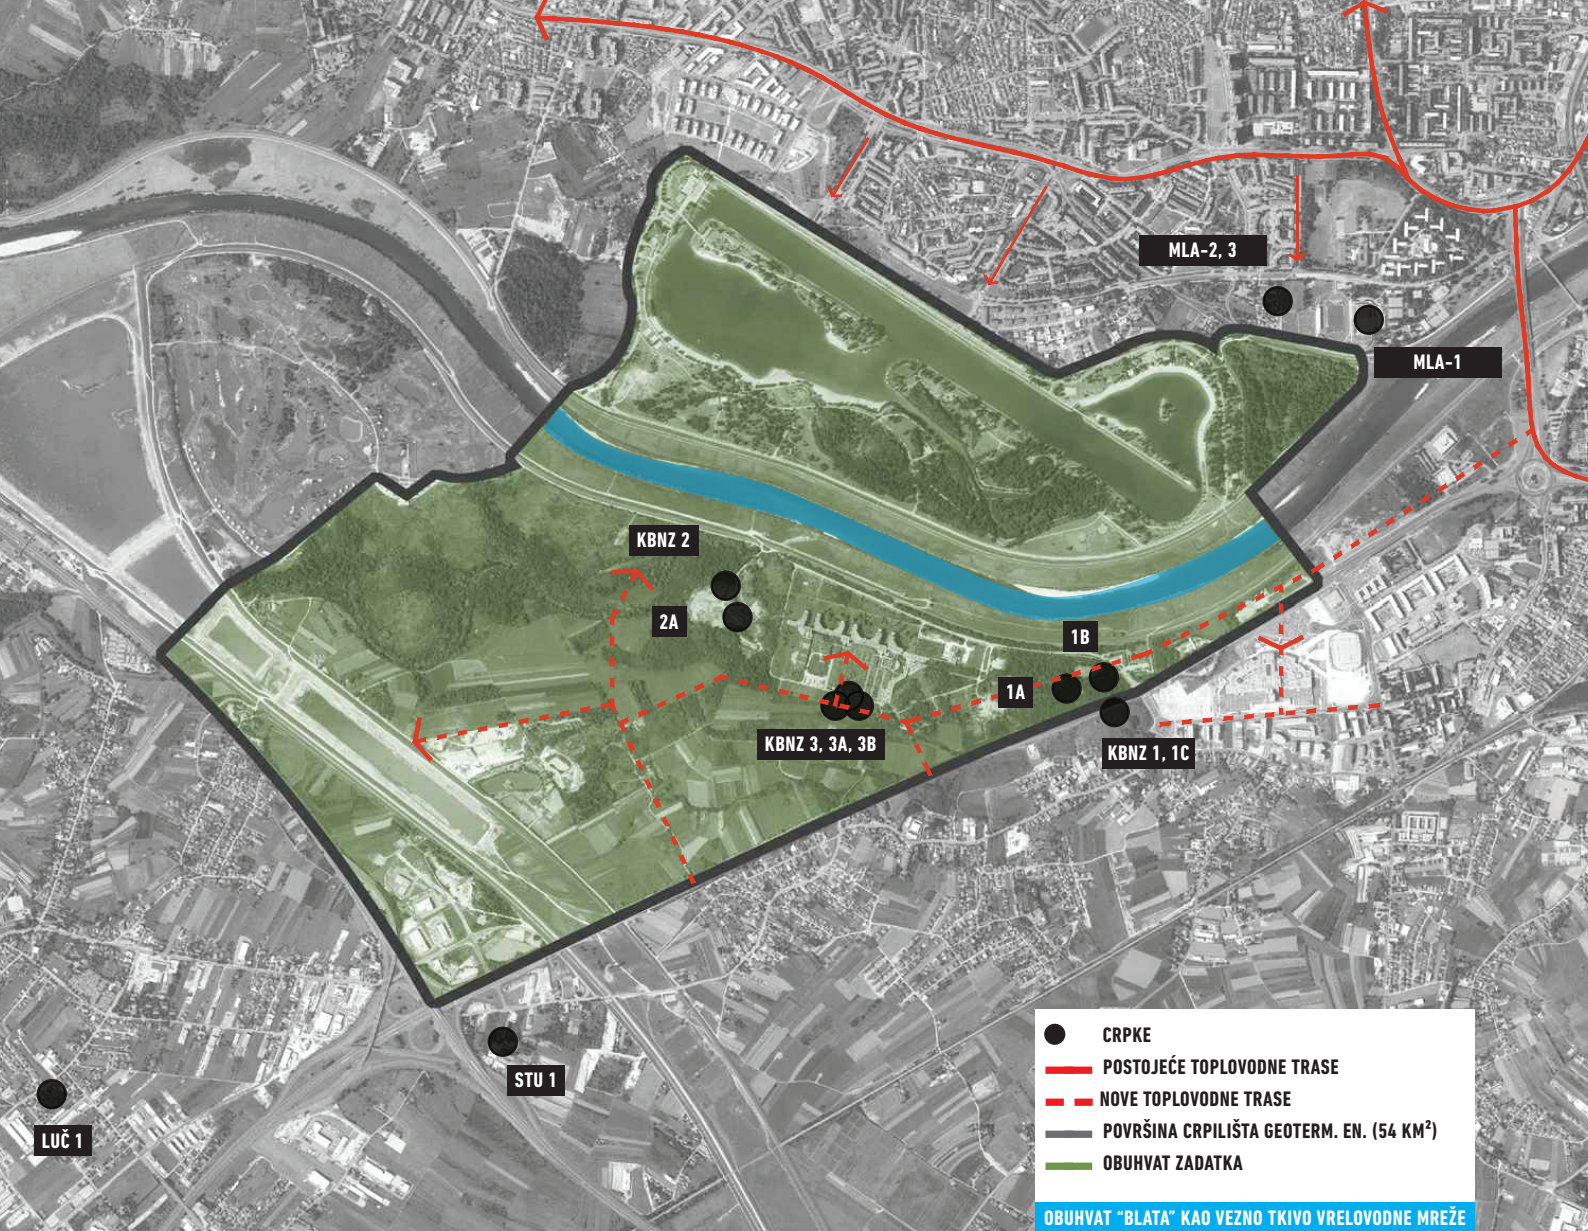 MLA-2, 3
MLA-1
KBNZ 2
2A
1B
1A
KBNZ 3, 3A, 3B
KBNZ 1, 1C
STU 1
LUČ 1
CRPKE
POSTOJEĆE TOPLOVODNE TRASE
NOVE TOPLOVODNE TRASE
POVRŠINA CRPILIŠTA GEOTERM. EN. (54 KM²)
OBUHVAT ZADATKA
OBUHVAT "BLATA" KAO VEZNO TKIVO VRELOVODNE MREŽE